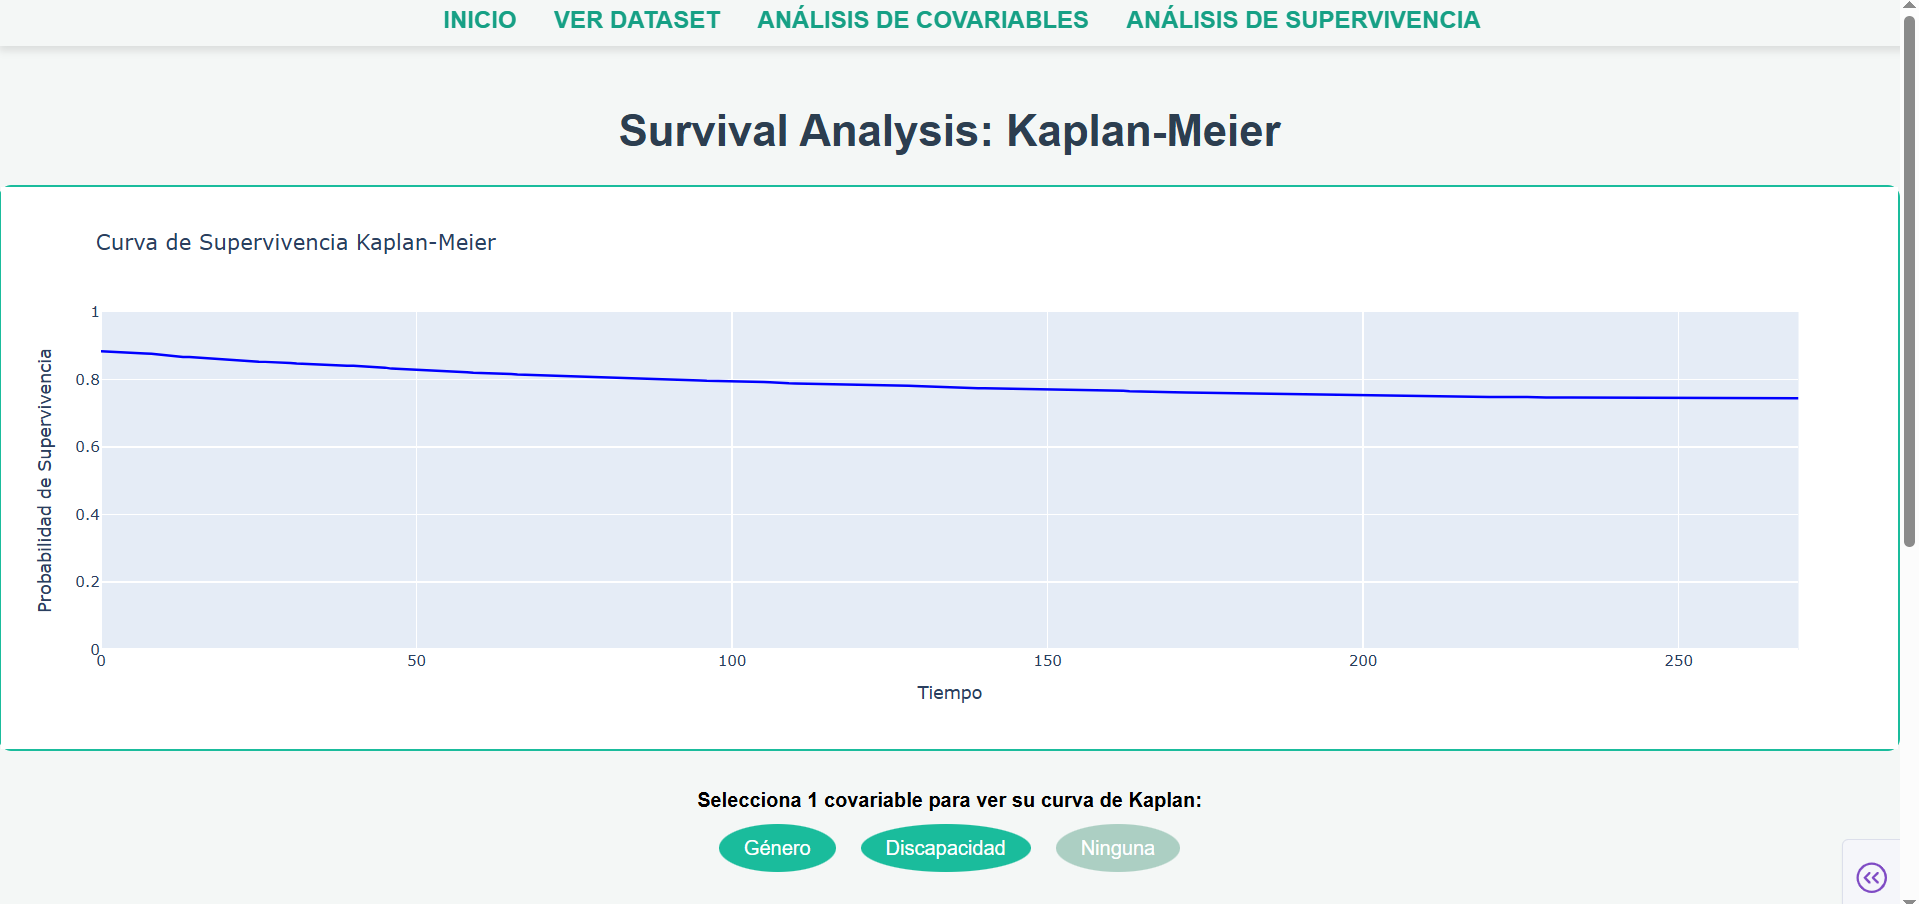 INICIO VER DATASET ANÁLISIS DE COVARIABLES ANÁLISIS DE SUPERVIVENCIA
Survival Analysis: Kaplan-Meier
Curva de Supervivencia Kaplan-Meier
Probabilidad de Supervivencia
1
0.8
0.6
0.4
0.2
0
0 50 100 150 200 250
Tiempo
Selecciona 1 covariable para ver su curva de Kaplan:
Género Discapacidad Ninguna